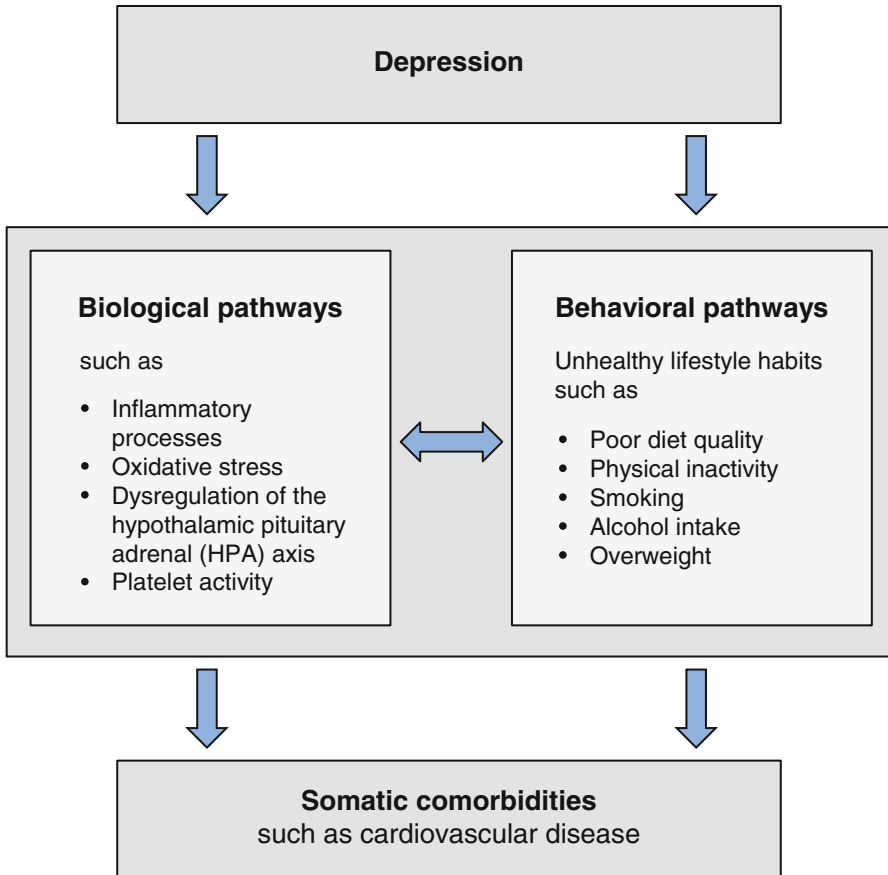 Depression
Biological pathways
such as
• Inflammatory
processes
• Oxidative stress
• Dysregulation of the
hypothalamic pituitary
adrenal (HPA) axis
• Platelet activity
Behavioral pathways
Unhealthy lifestyle habits
such as
• Poor diet quality
• Physical inactivity
• Smoking
• Alcohol intake
• Overweight
Somatic comorbidities
such as cardiovascular disease